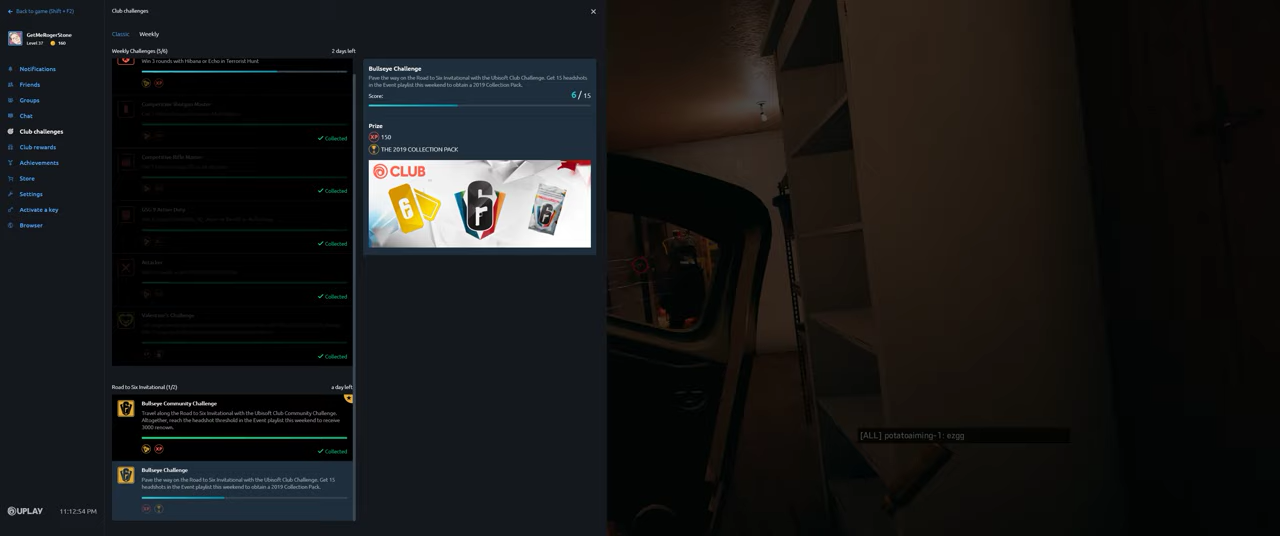 Back to game (Shift + F2)
GetMeRogerStone
Level 37 160
Notifications
Friends
Groups
Chat
Club challenges
Club rewards
Achievements
Store
Settings
Activate a key
Browser
UPLAY 11:12:54 PM
Club challenges
Classic Weekly
Weekly Challenges (5/6) 2 days left
Win 3 rounds with Hibana or Echo in Terrorist Hunt
XP
Collected
Collected
Collected
Collected
Collected
Road to Six Invitational (1/2) a day left
Bullseye Community Challenge
Travel along the Road to Six Invitational with the Ubisoft Club Community Challenge.
Altogether, reach the headshot threshold in the Event playlist this weekend to receive
3000 renown.
XP
Collected
Bullseye Challenge
Pave the way on the Road to Six Invitational with the Ubisoft Club Challenge. Get 15
headshots in the Event playlist this weekend to obtain a 2019 Collection Pack.
XP
Bullseye Challenge
Pave the way on the Road to Six Invitational with the Ubisoft Club Challenge. Get 15 headshots
in the Event playlist this weekend to obtain a 2019 Collection Pack.
Score: 6 / 15
Prize
XP 150
THE 2019 COLLECTION PACK
CLUB
[ALL] potatoaiming-1: ezgg